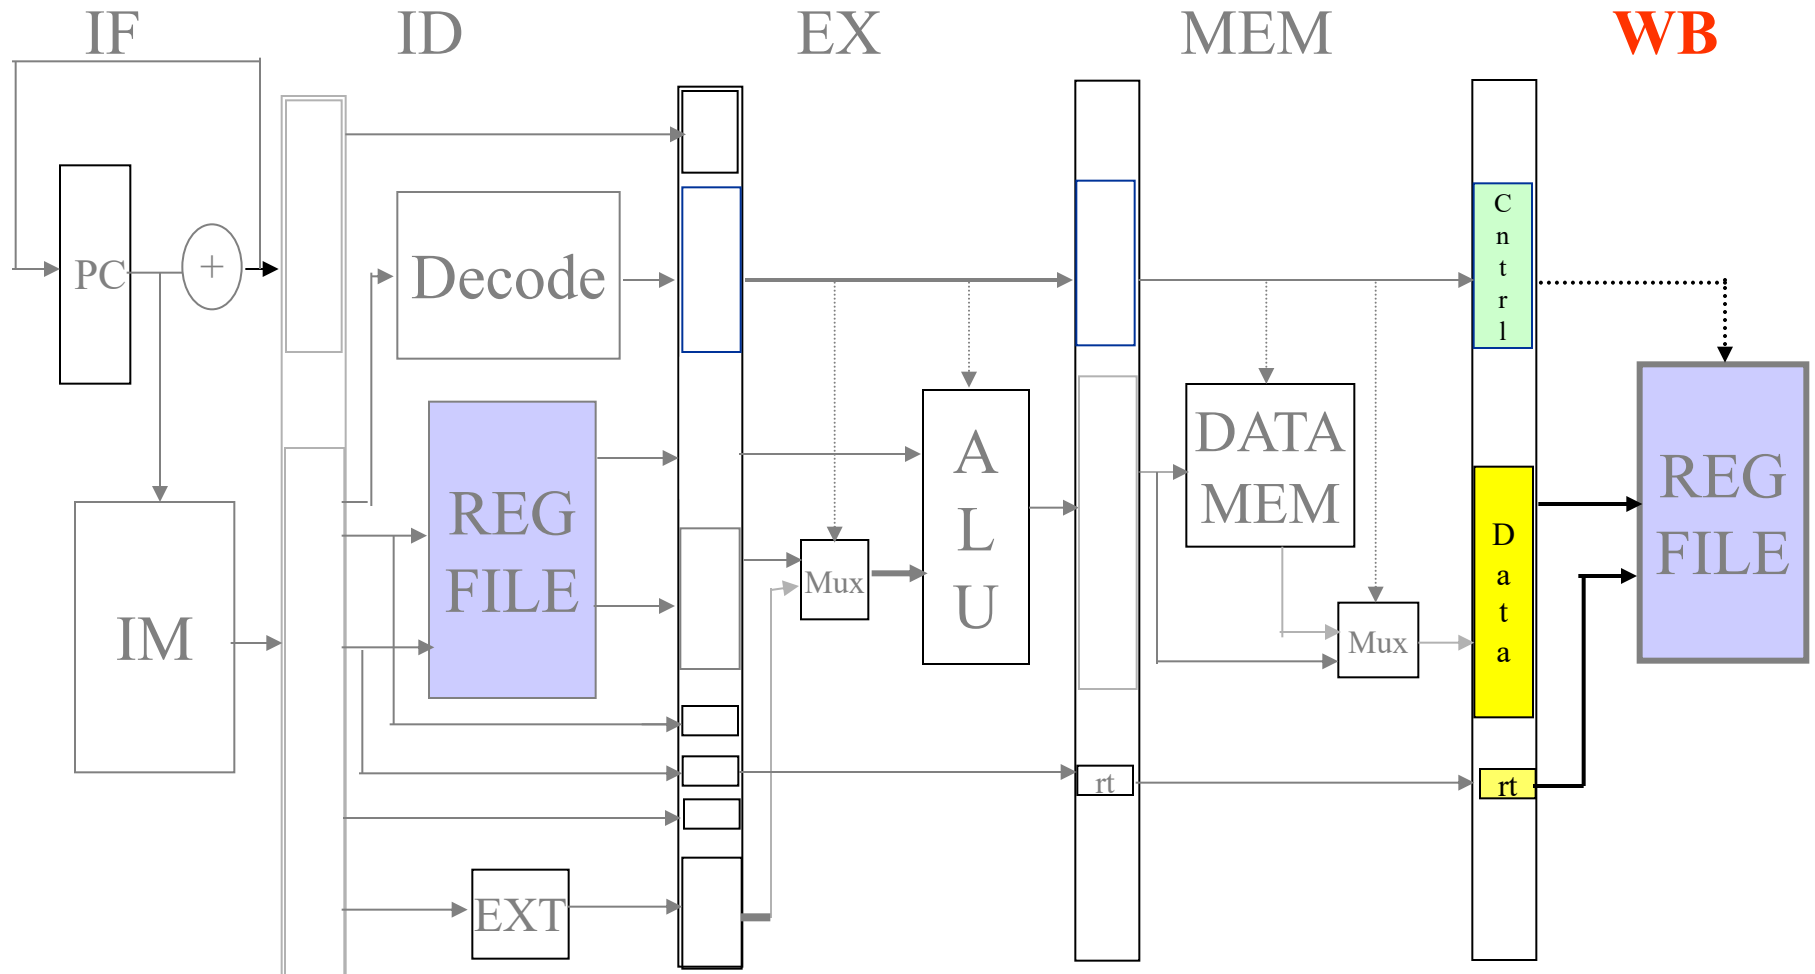 IF
ID
EX
MEM
WB
PC
+
IM
Decode
REG
FILE
EXT
Mux
A
L
U
rt
DATA
MEM
Mux
C
n
t
r
l
D
a
t
a
rt
REG
FILE